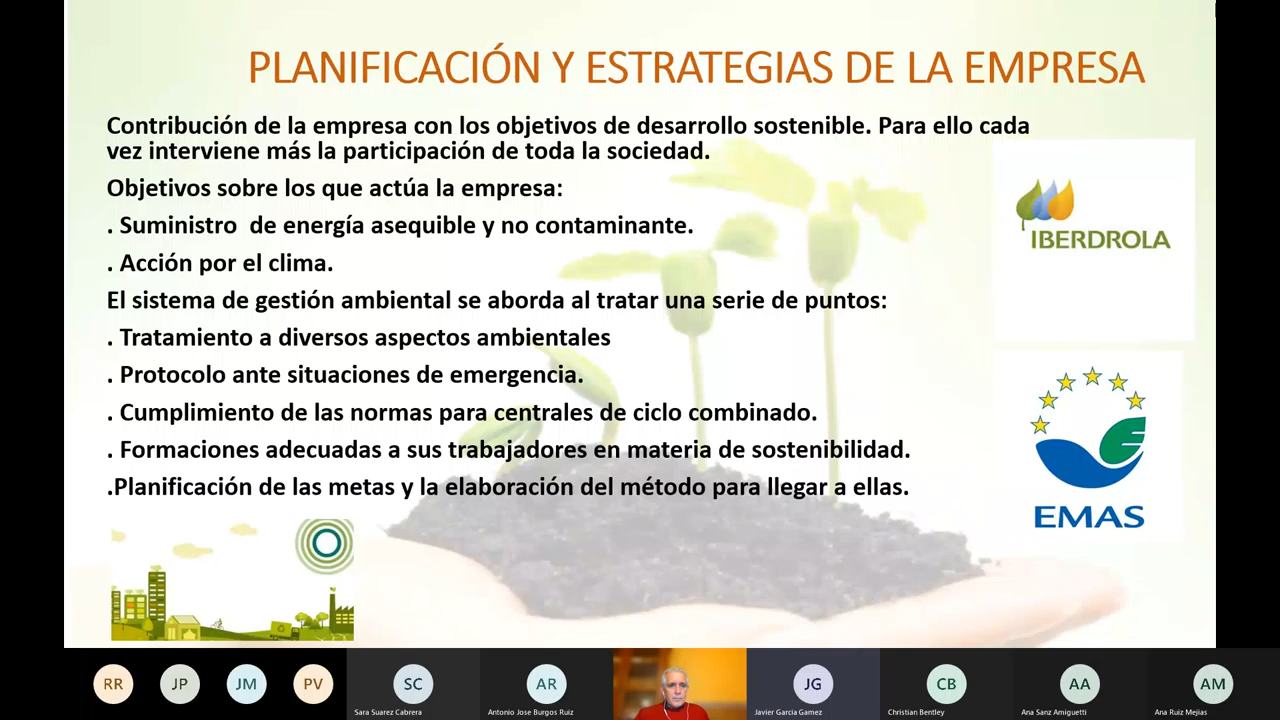 PLANIFICACIÓN Y ESTRATEGIAS DE LA EMPRESA
Contribución de la empresa con los objetivos de desarrollo sostenible. Para ello cada
vez interviene más la participación de toda la sociedad.
Objetivos sobre los que actúa la empresa:
. Suministro  de energía asequible y no contaminante.
. Acción por el clima.
El sistema de gestión ambiental se aborda al tratar una serie de puntos:
. Tratamiento a diversos aspectos ambientales
. Protocolo ante situaciones de emergencia.
. Cumplimiento de las normas para centrales de ciclo combinado.
. Formaciones adecuadas a sus trabajadores en materia de sostenibilidad.
.Planificación de las metas y la elaboración del método para llegar a ellas.
IBERDROLA
EMAS
RR
JP
JM
PV
SC
Sara Suarez Cabrera
AR
Antonio Jose Burgos Ruiz
JG
Javier Garcia Gamez
CB
Christian Bentley
AA
Ana Sanz Amiguetti
AM
Ana Ruiz Mejias